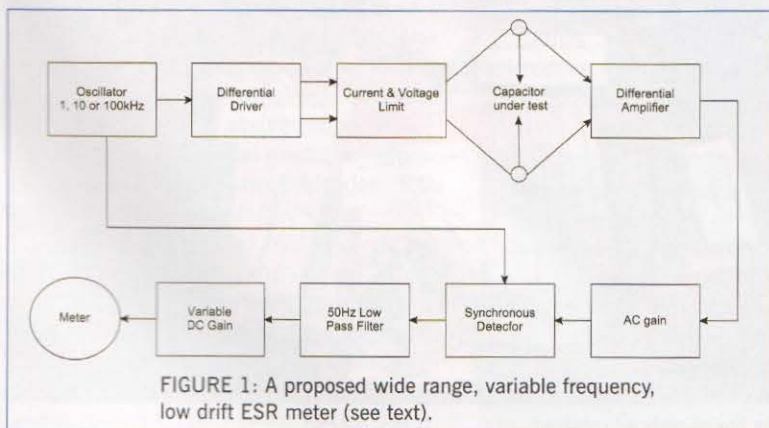 Oscillator
1, 10 or 100kHz
Differential
Driver
Current & Voltage
Limit
Capacitor
under test
Differential
Amplifier
Meter
Variable
DC Gain
50Hz Low
Pass Filter
Synchronous
Detector
AC gain
FIGURE 1: A proposed wide range, variable frequency,
low drift ESR meter (see text).